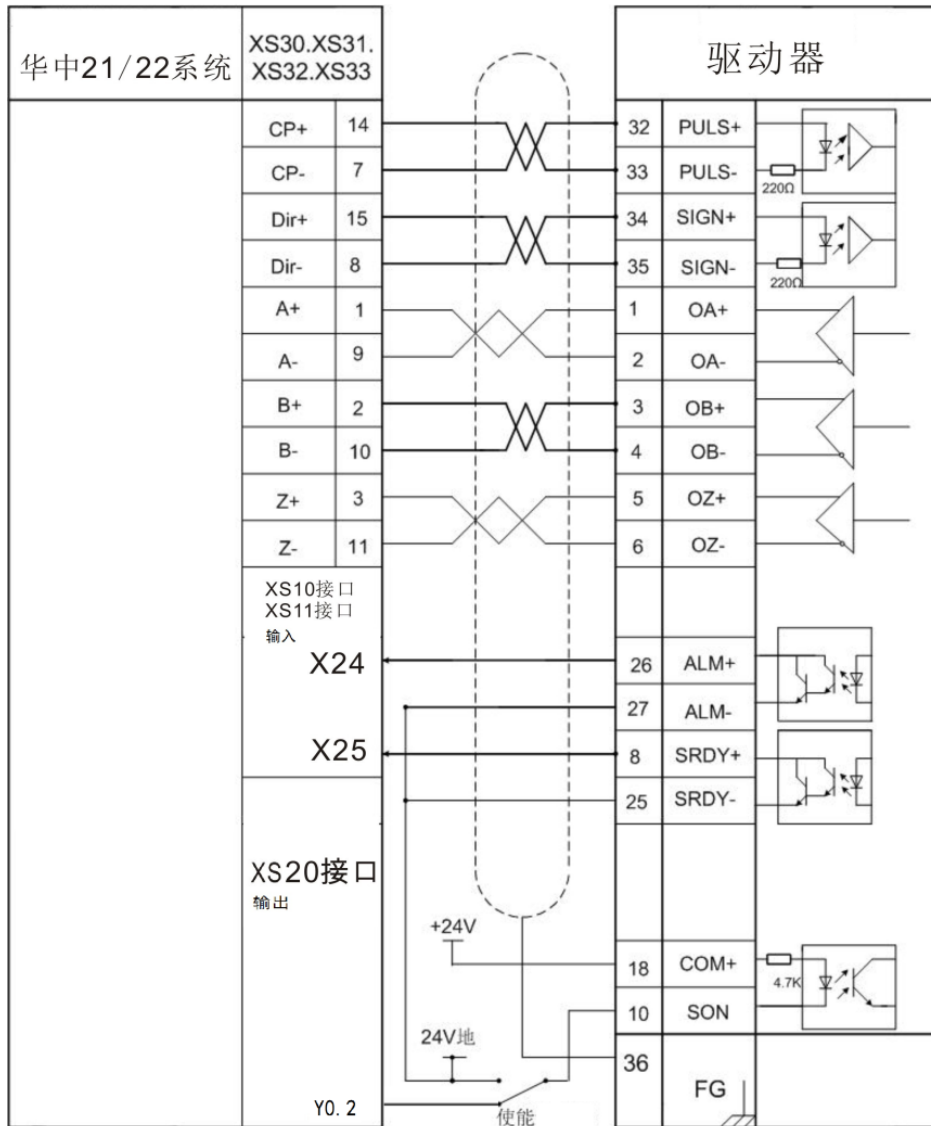 华中21/22系统
XS30.XS31.
XS32.XS33
驱动器
CP+ 14 32 PULS+
CP- 7 33 PULS-
220Ω
Dir+ 15 34 SIGN+
Dir- 8 35 SIGN-
220Ω
A+ 1 1 OA+
A- 9 2 OA-
B+ 2 3 OB+
B- 10 4 OB-
Z+ 3 5 OZ+
Z- 11 6 OZ-
XS10接口
XS11接口
输入
X24 26 ALM+
27 ALM-
X25 8 SRDY+
25 SRDY-
XS20接口
输出
+24V
18 COM+
4.7K
10 SON
24V地
36
FG
Y0.2
使能